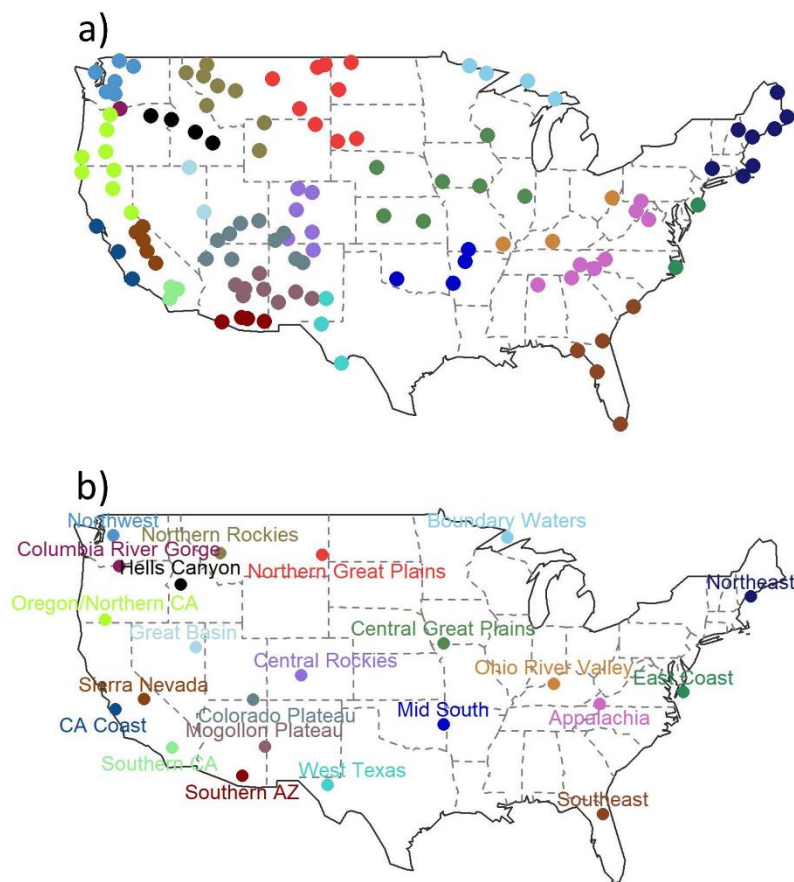 a)
b)
Northwest
Boundary Waters
Northern Rockies
Columbia River Gorge
Hells Canyon
Northern Great Plains
Northeast
Oregon/Northern CA
Great Basin
Central Great Plains
Central Rockies
Ohio River Valley
East Coast
Sierra Nevada
Colorado Plateau
Mid South
Appalachia
CA Coast
Mogollon Plateau
Southern CA
West Texas
Southern AZ
Southeast